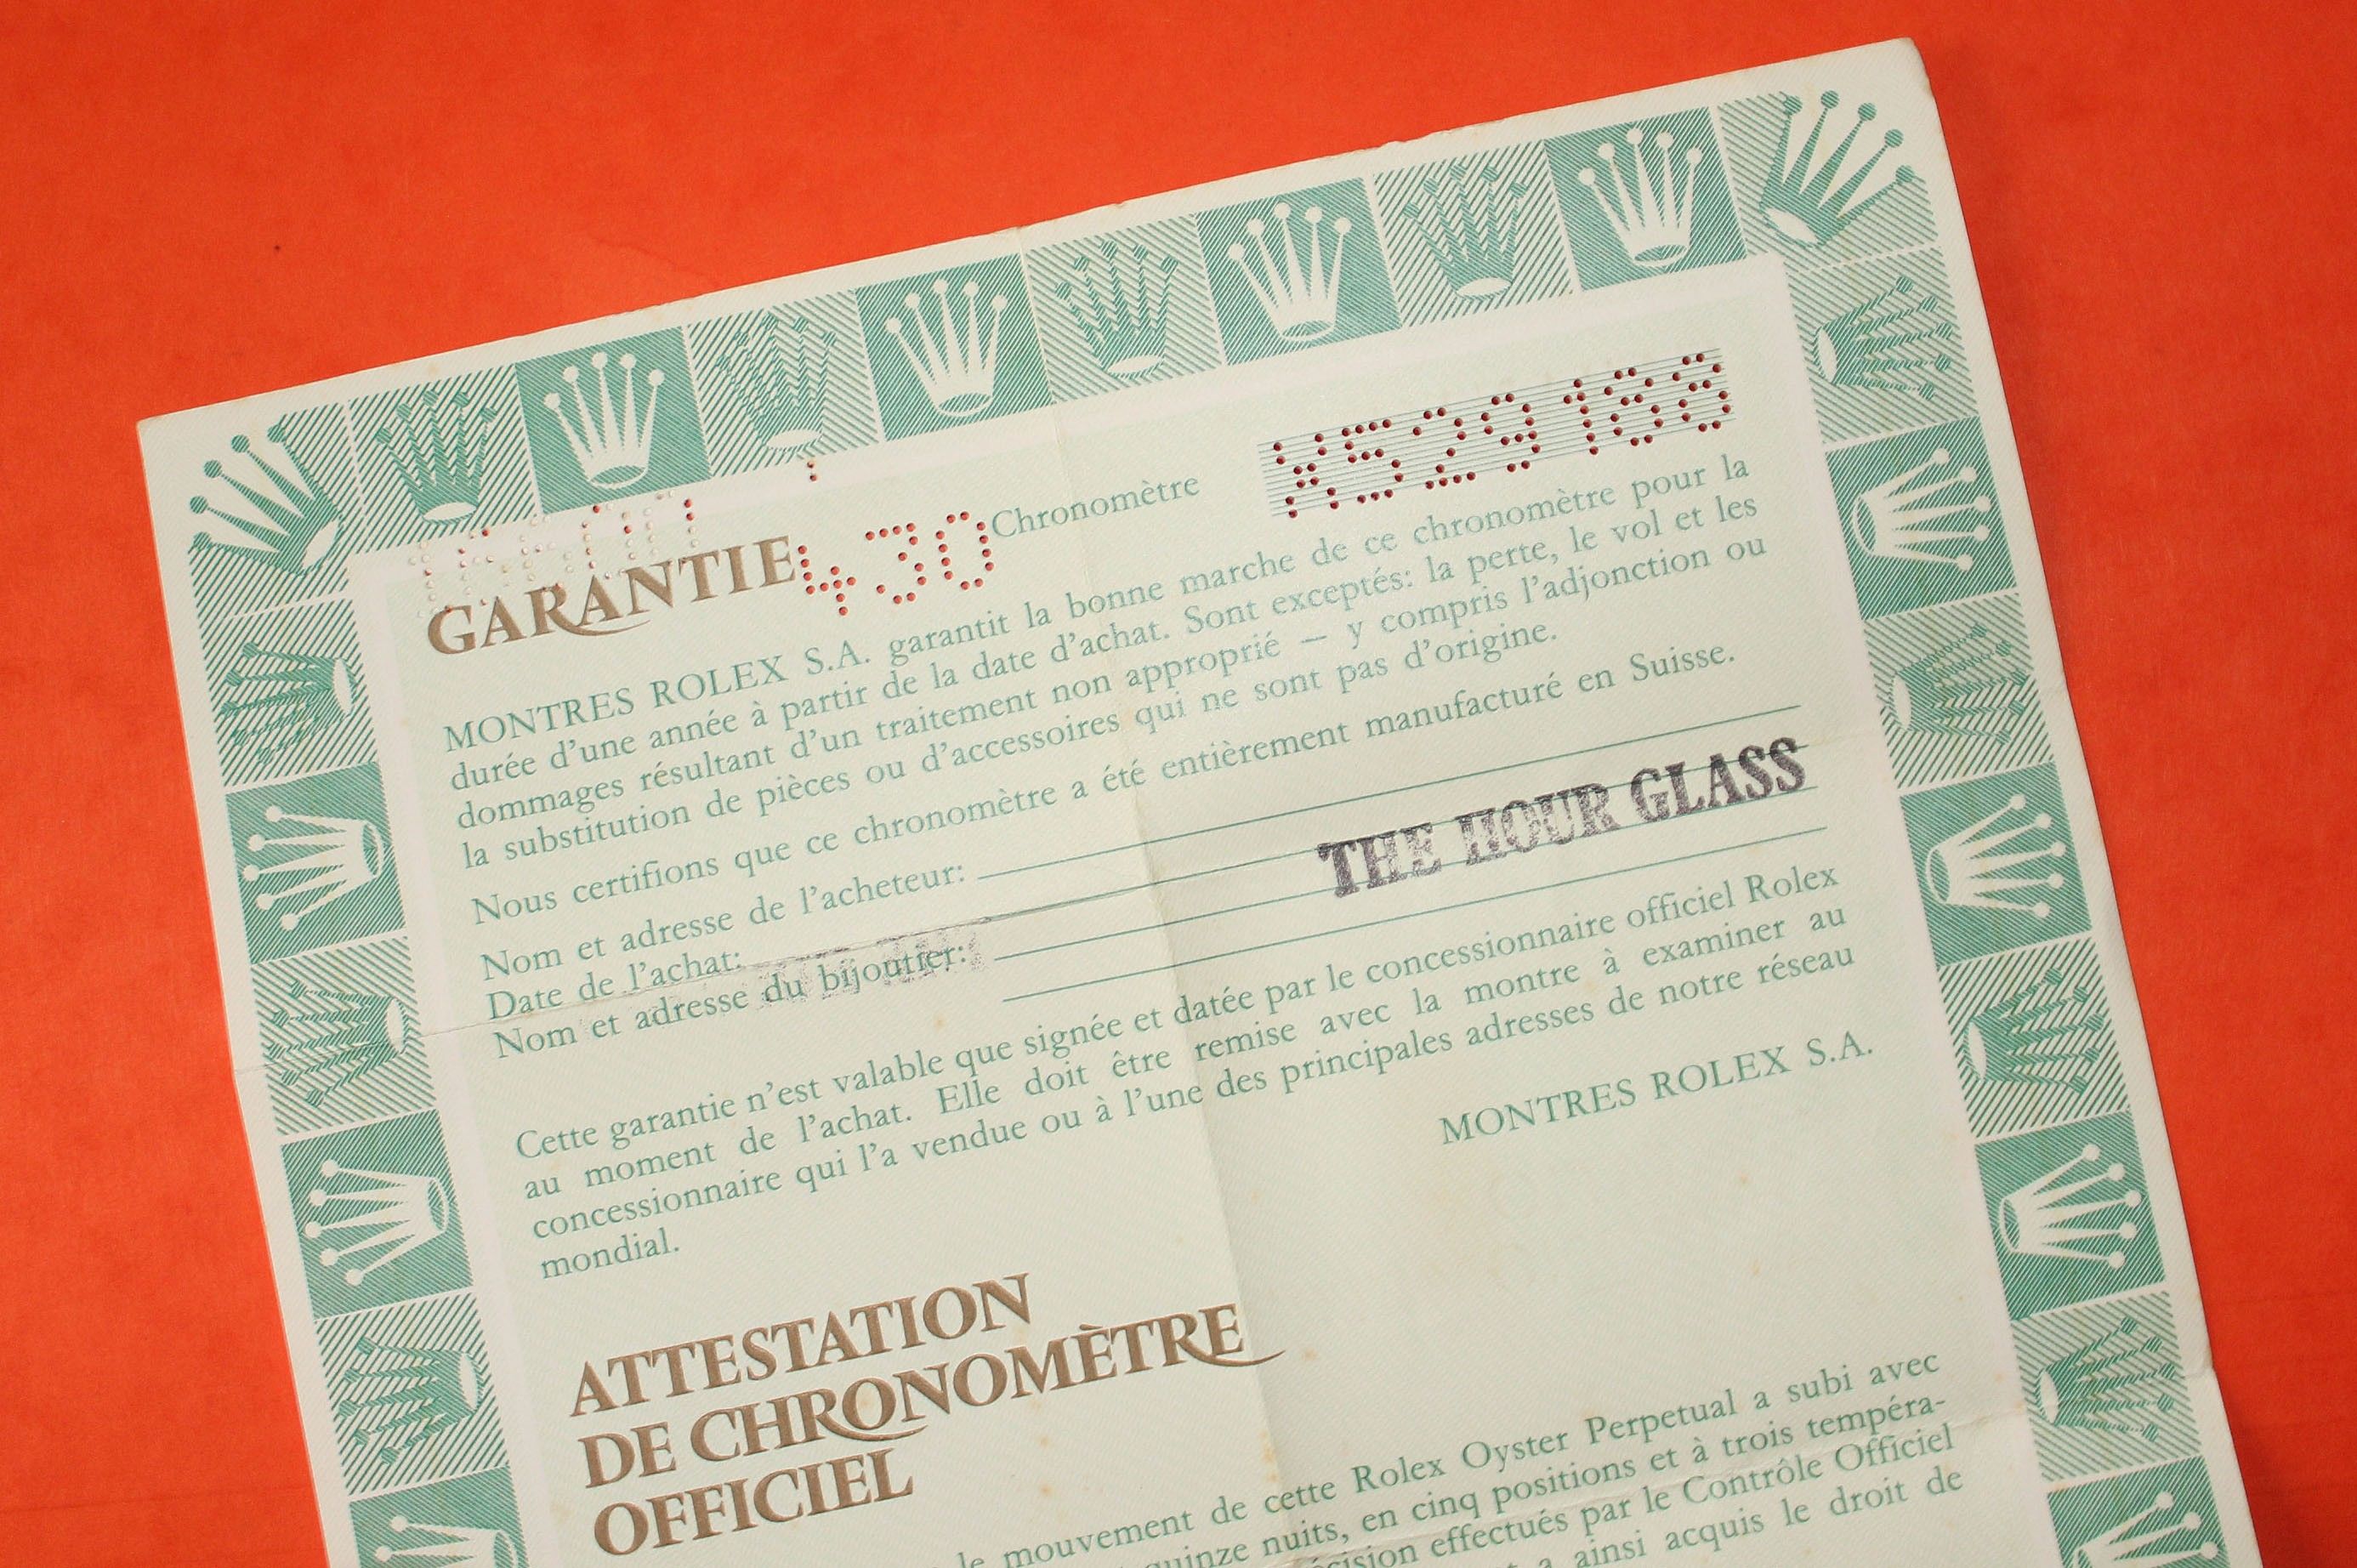 GARANTIE 430 Chronomètre X529188
MONTRES ROLEX S.A. garantit la bonne marche de ce chronomètre pour la
durée d'une année à partir de la date d'achat. Sont exceptés: la perte, le vol et les
dommages résultant d'un traitement non approprié – y compris l'adjonction ou
la substitution de pièces ou d'accessoires qui ne sont pas d'origine.
Nous certifions que ce chronomètre a été entièrement manufacturé en Suisse.
Nom et adresse de l'acheteur:
Date de l'achat:
THE HOUR GLASS
Nom et adresse du bijoutier:
Cette garantie n'est valable que signée et datée par le concessionnaire officiel Rolex
au moment de l'achat. Elle doit être remise avec la montre à examiner au
concessionnaire qui l'a vendue ou à l'une des principales adresses de notre réseau
mondial.
MONTRES ROLEX S.A.
ATTESTATION
DE CHRONOMÈTRE
OFFICIEL
le mouvement de cette Rolex Oyster Perpetual a subi avec
quinze nuits, en cinq positions et à trois tempéra-
effectués par le Contrôle Officiel
a ainsi acquis le droit de